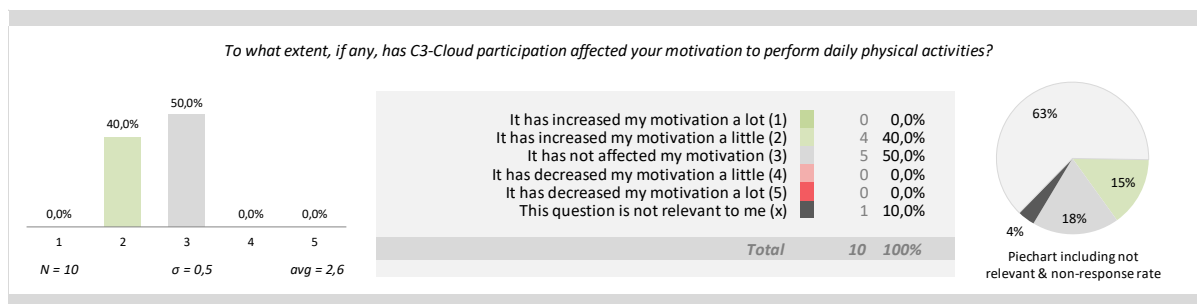 To what extent, if any, has C3-Cloud participation affected your motivation to perform daily physical activities?
50,0%
40,0%
0,0% 0,0% 0,0%
1 2 3 4 5
N = 10 σ = 0,5 avg = 2,6
It has increased my motivation a lot (1) 0 0,0%
It has increased my motivation a little (2) 4 40,0%
It has not affected my motivation (3) 5 50,0%
It has decreased my motivation a little (4) 0 0,0%
It has decreased my motivation a lot (5) 0 0,0%
This question is not relevant to me (x) 1 10,0%
Total 10 100%
63%
15%
18%
4%
Piechart including not
relevant & non-response rate